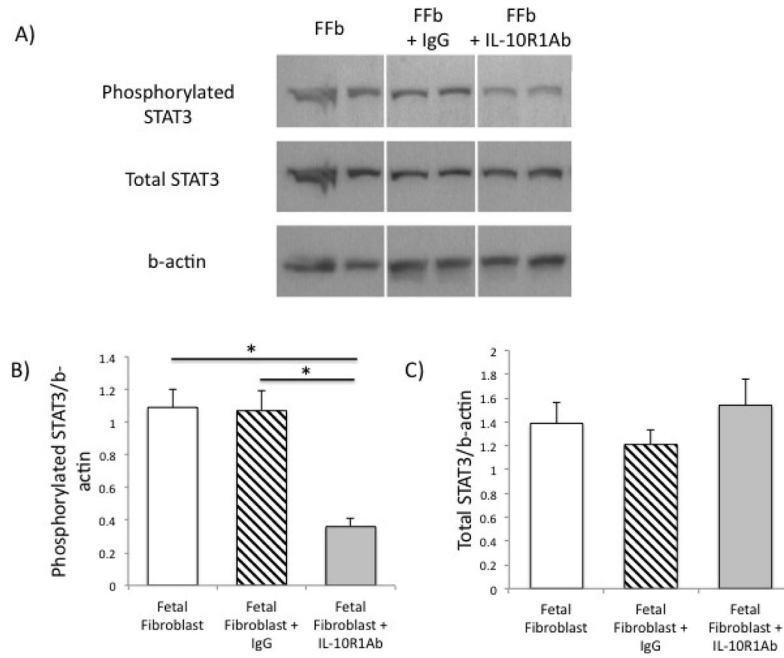 A)
FFb
FFb
+ IgG
FFb
+ IL-10R1Ab
Phosphorylated
STAT3
Total STAT3
b-actin
B)
Phosphorylated STAT3/b-
actin
1.4
1.2
1
0.8
0.6
0.4
0.2
0
*
*
Fetal
Fibroblast
Fetal
Fibroblast +
IgG
Fetal
Fibroblast +
IL-10R1Ab
C)
Total STAT3/b-actin
2
1.8
1.6
1.4
1.2
1
0.8
0.6
0.4
0.2
0
Fetal
Fibroblast
Fetal
Fibroblast +
IgG
Fetal
Fibroblast +
IL-10R1Ab